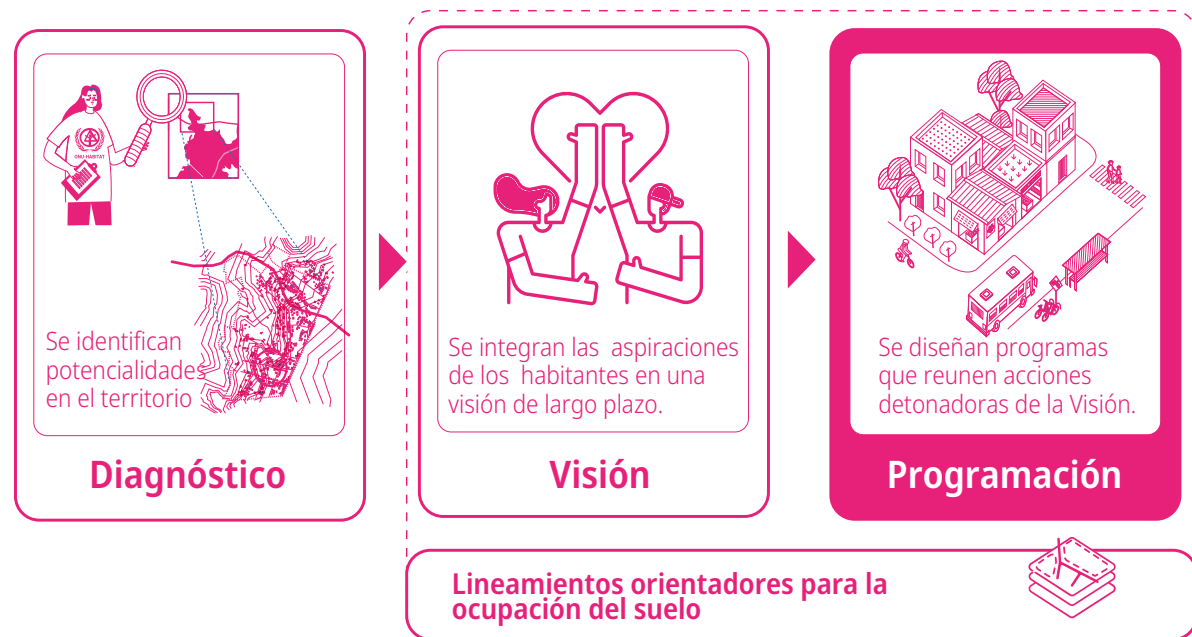 ONU-HABITAT
Se identifican
potencialidades
en el territorio
Diagnóstico
Se integran las aspiraciones
de los habitantes en una
visión de largo plazo.
Visión
Se diseñan programas
que reunen acciones
detonadoras de la Visión.
Programación
Lineamientos orientadores para la
ocupación del suelo